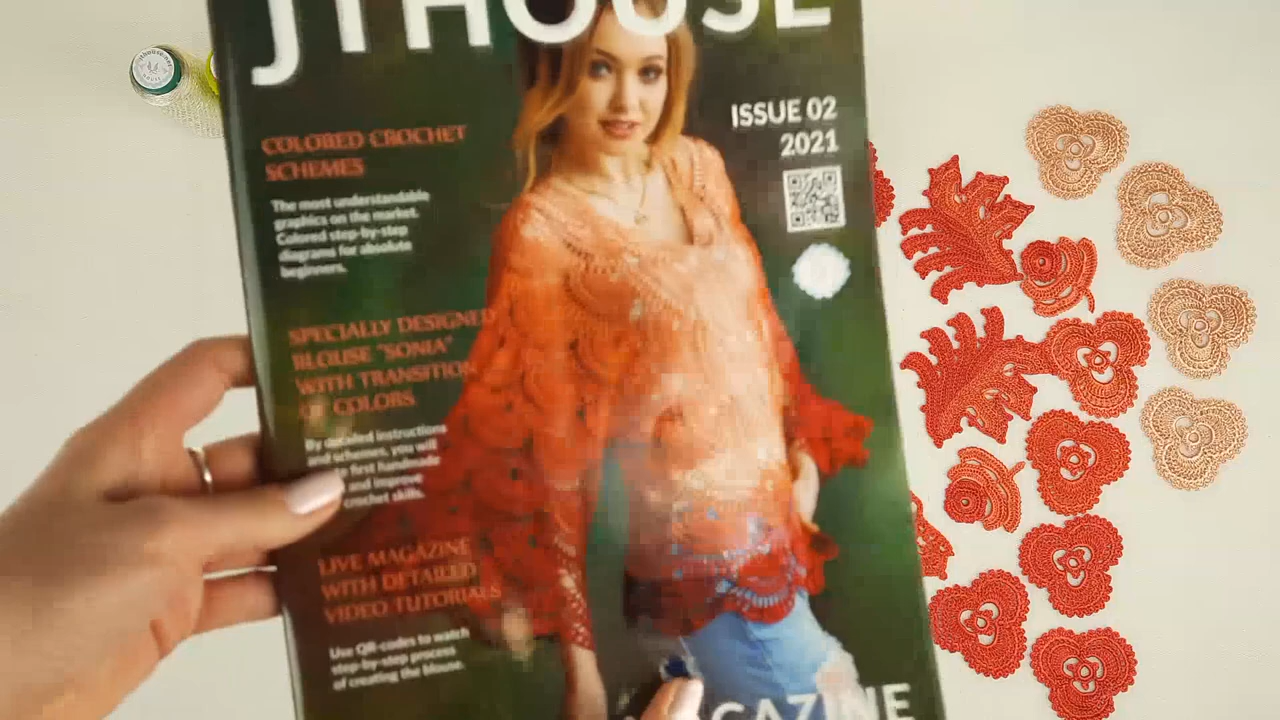 JTHOUSE
ISSUE 02
2021
COLORED CROCHET
SCHEMES
The most understandable
graphics on the market.
Colored step-by-step
diagrams for absolute
beginners.
SPECIALLY DESIGNED
BLOUSE "SONIA"
WITH TRANSITION
OF COLORS
By detailed instructions
and schemes, you will
first handmade
and improve
crochet skills.
LIVE MAGAZINE
WITH DETAILED
VIDEO TUTORIALS
Use QR-codes to watch
step-by-step process
of creating the blouse.
MAGAZINE